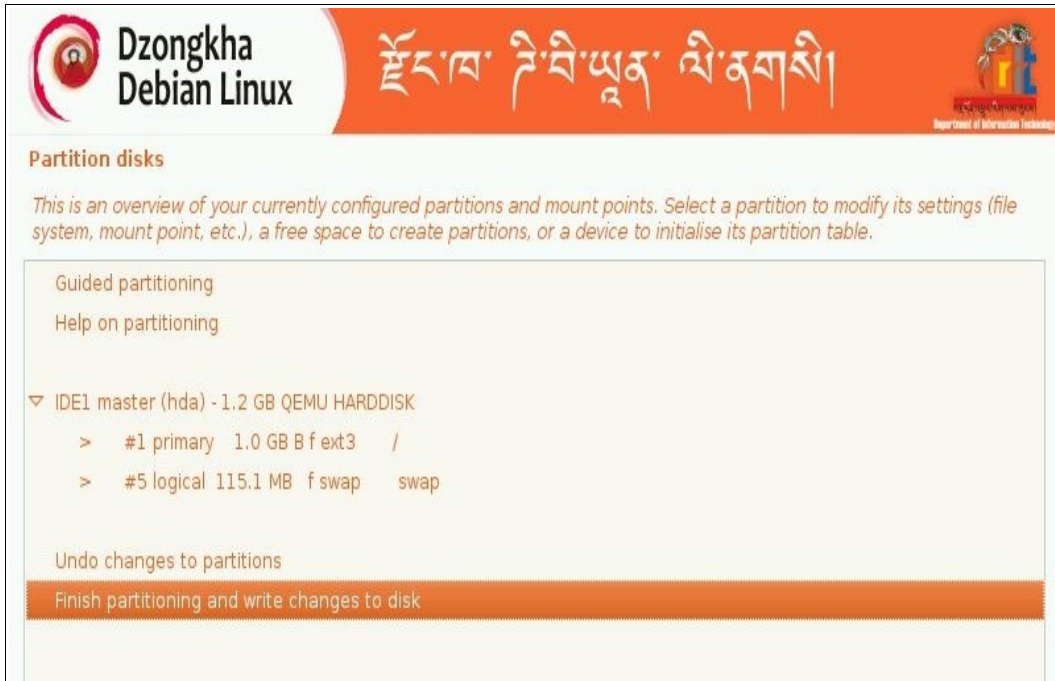 Dzongkha
Debian Linux
རྫོང་ཁ་ ཌེ་བི་ཡཱན་ ལི་ནགསི།
Department of Information Technology
Partition disks
This is an overview of your currently configured partitions and mount points. Select a partition to modify its settings (file
system, mount point, etc.), a free space to create partitions, or a device to initialise its partition table.
Guided partitioning
Help on partitioning
IDE1 master (hda) - 1.2 GB QEMU HARDDISK
> #1 primary 1.0 GB B f ext3 /
> #5 logical 115.1 MB f swap swap
Undo changes to partitions
Finish partitioning and write changes to disk